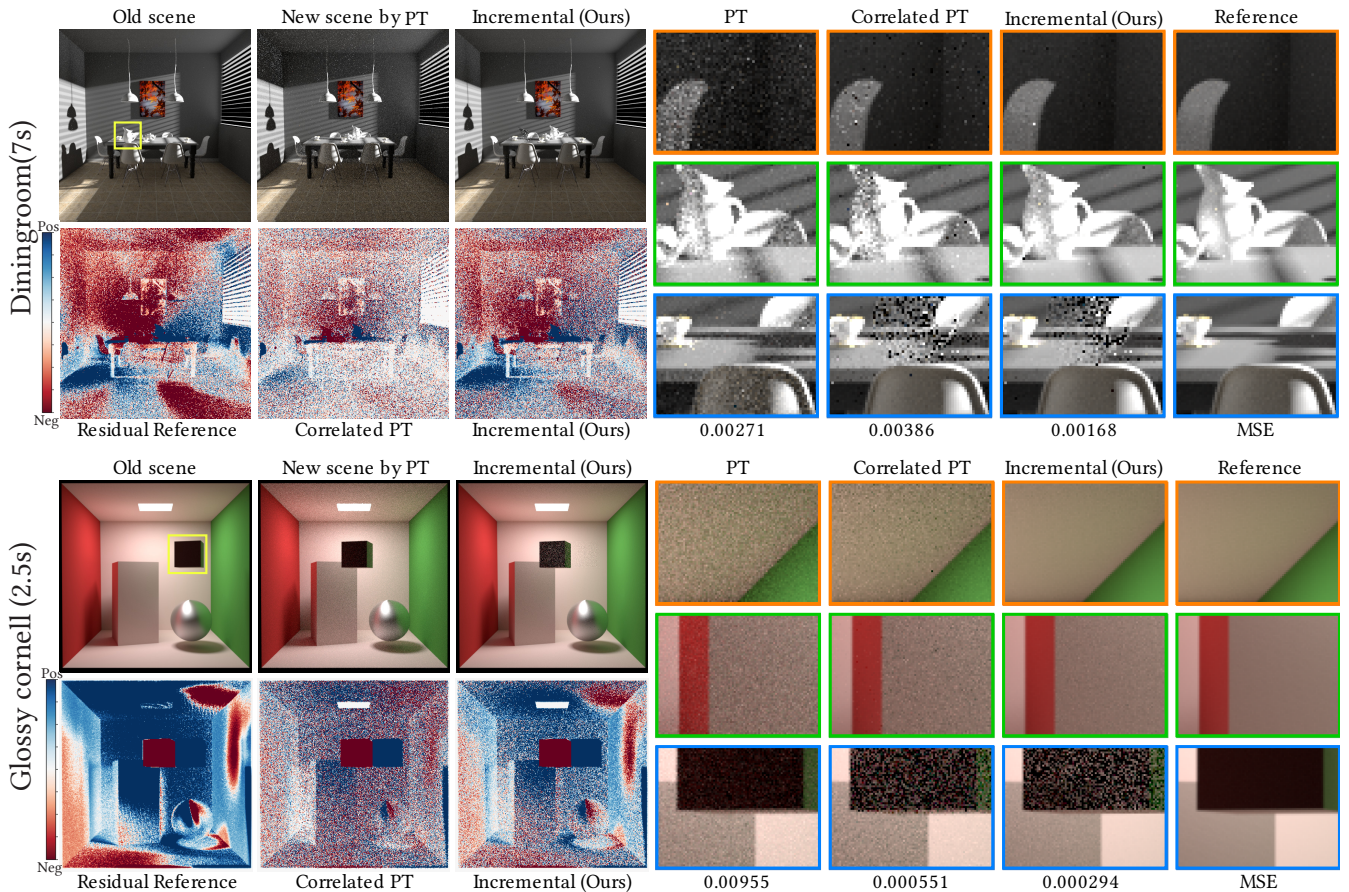 Old scene
New scene by PT
Incremental (Ours)
PT
Correlated PT
Incremental (Ours)
Reference
Diningroom(7s)
Pos
Neg
Residual Reference
Correlated PT
Incremental (Ours)
0.00271
0.00386
0.00168
MSE
Old scene
New scene by PT
Incremental (Ours)
PT
Correlated PT
Incremental (Ours)
Reference
Glossy cornell (2.5s)
Pos
Neg
Residual Reference
Correlated PT
Incremental (Ours)
0.00955
0.000551
0.000294
MSE